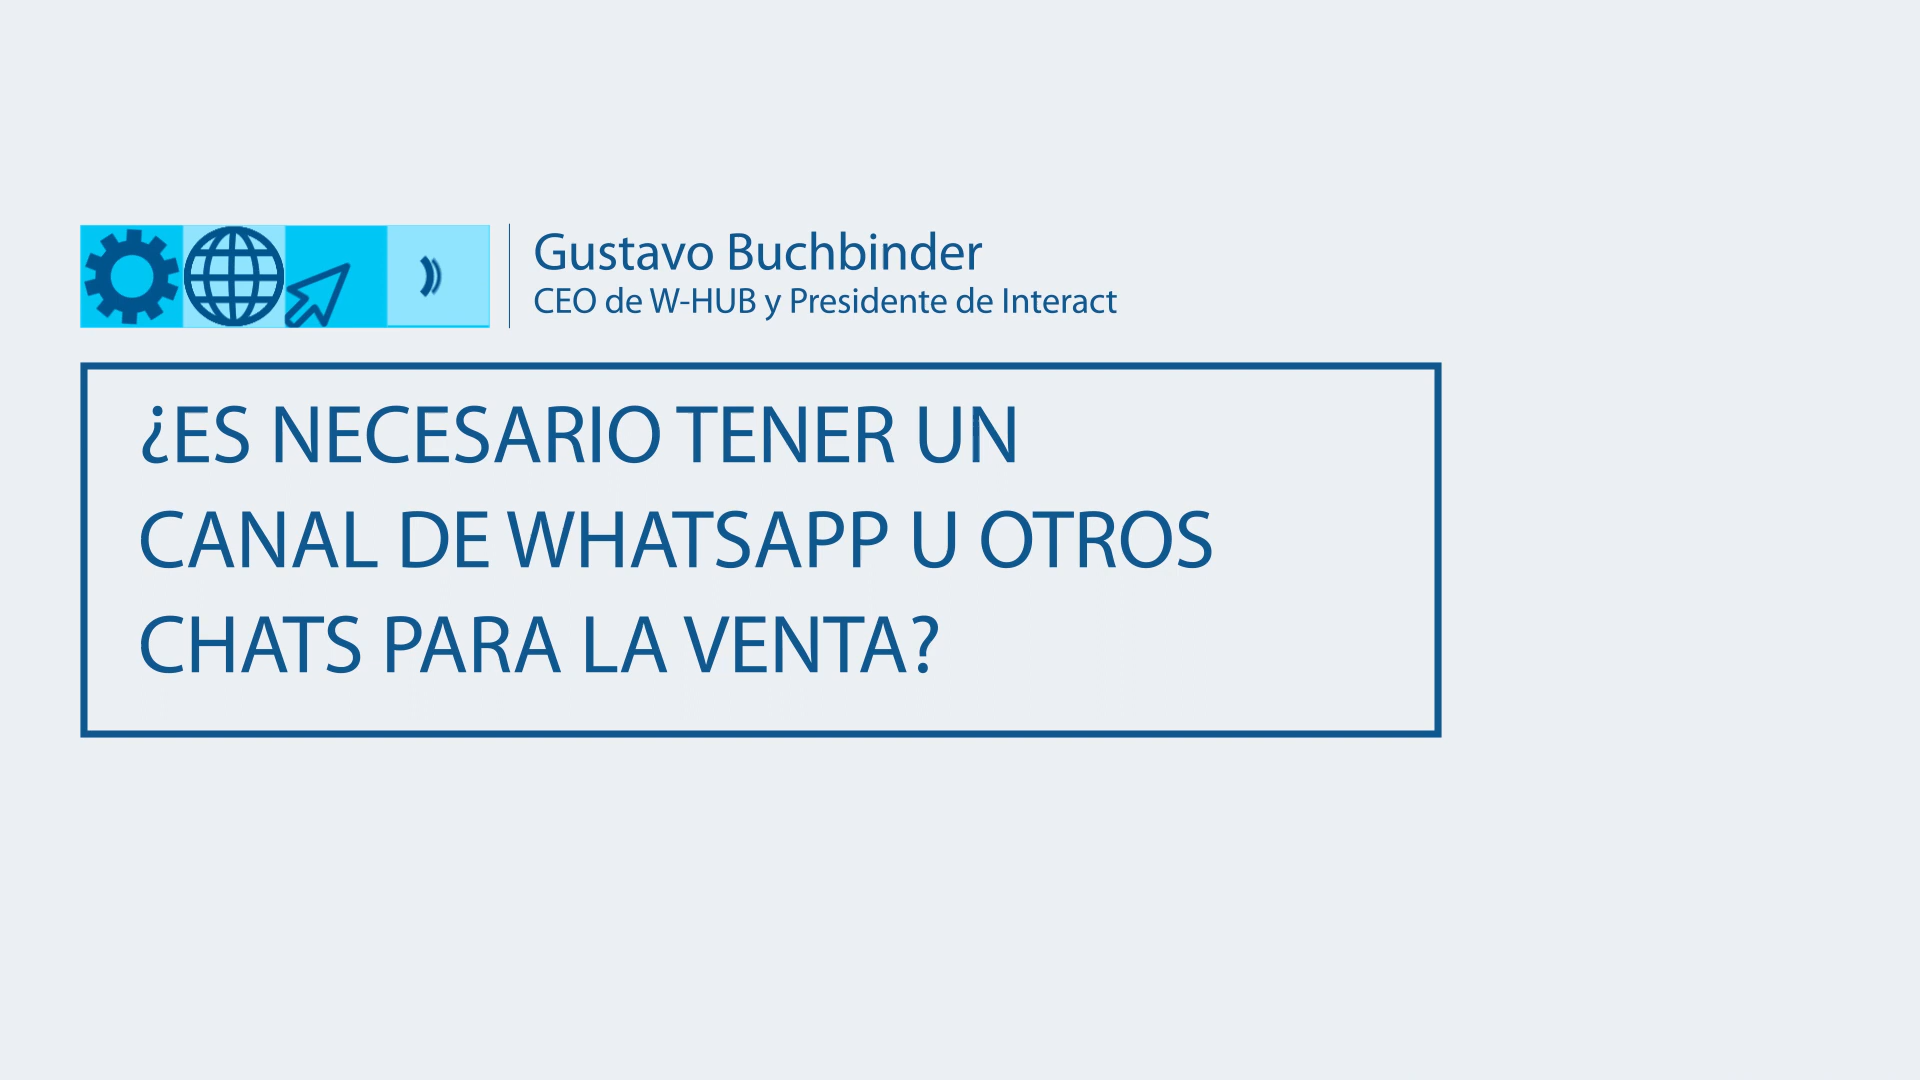 Gustavo Buchbinder
CEO de W-HUB y Presidente de Interact
¿ES NECESARIO TENER UN
CANAL DE WHATSAPP U OTROS
CHATS PARA LA VENTA?